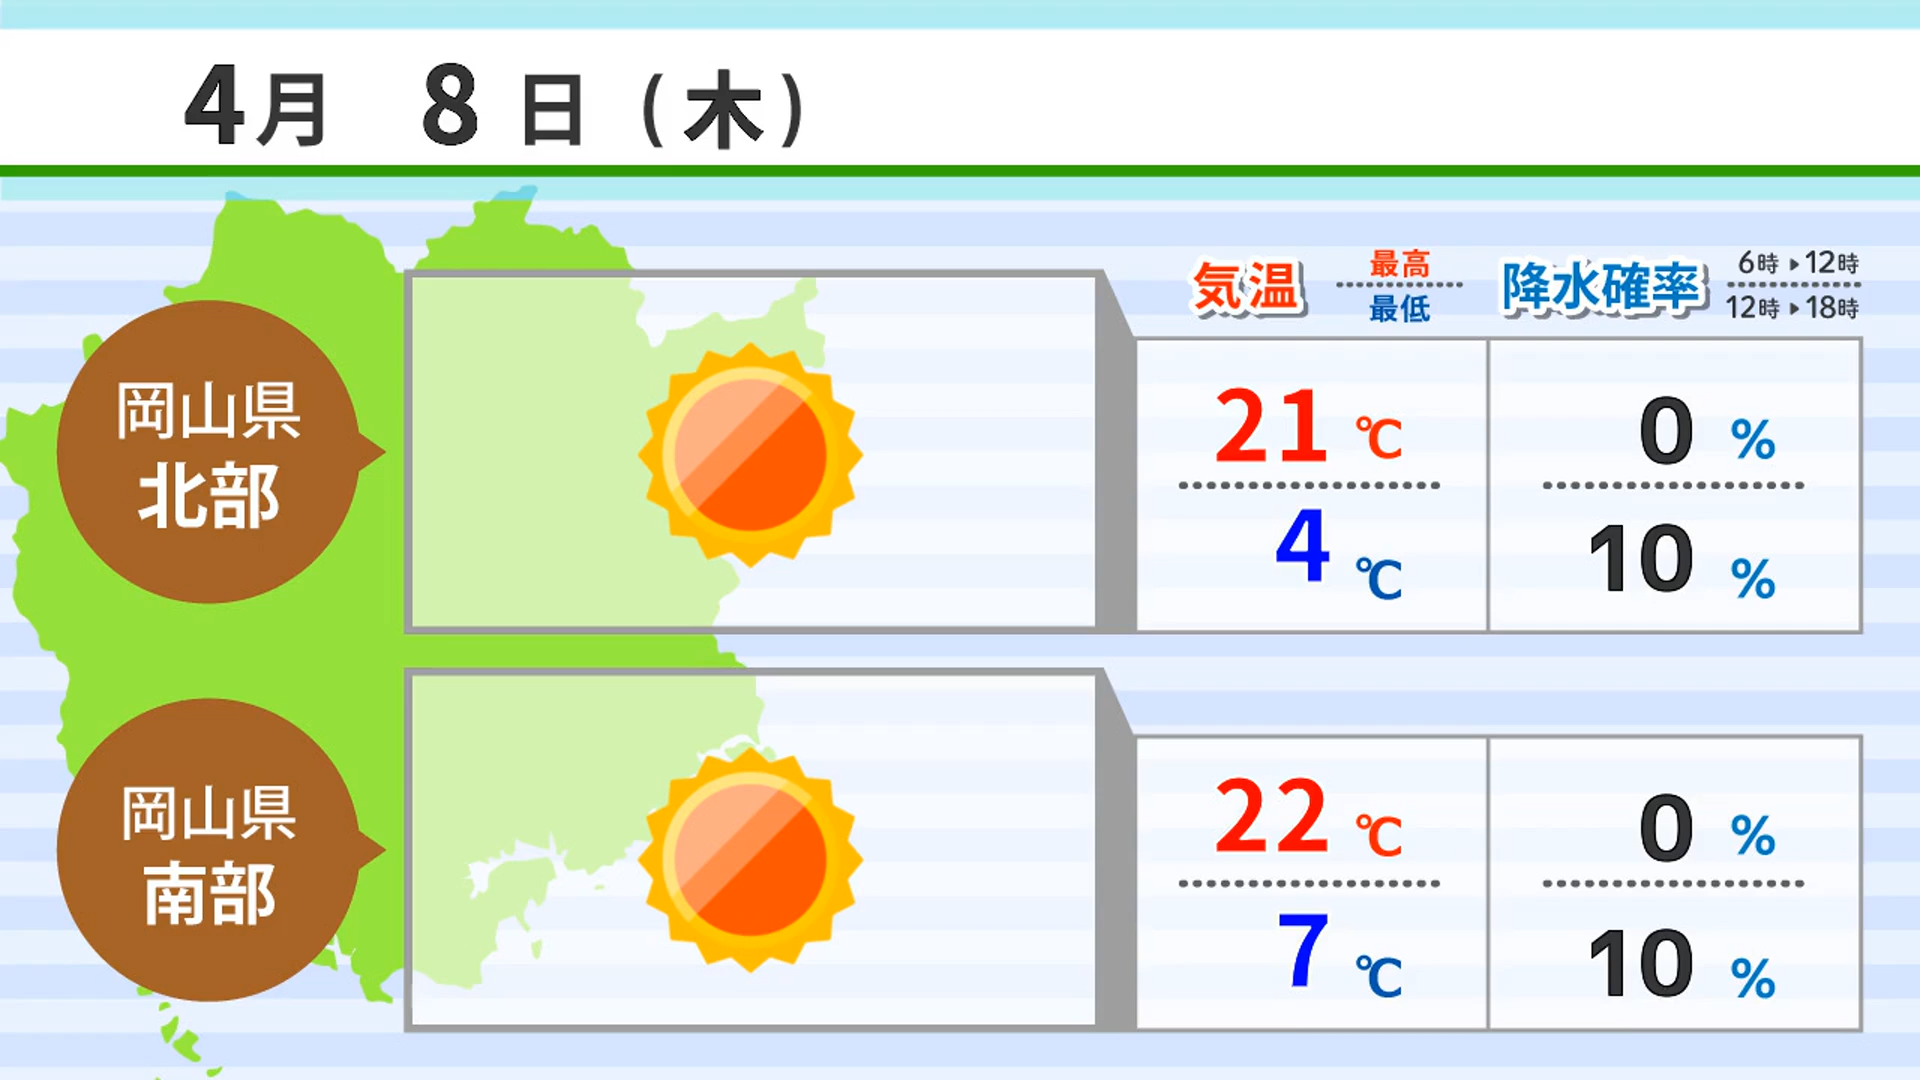 4月 8日（木）
気温 最高 最低 降水確率 6時▶12時 12時▶18時
岡山県
北部
21℃ 0%
4℃ 10%
岡山県
南部
22℃ 0%
7℃ 10%